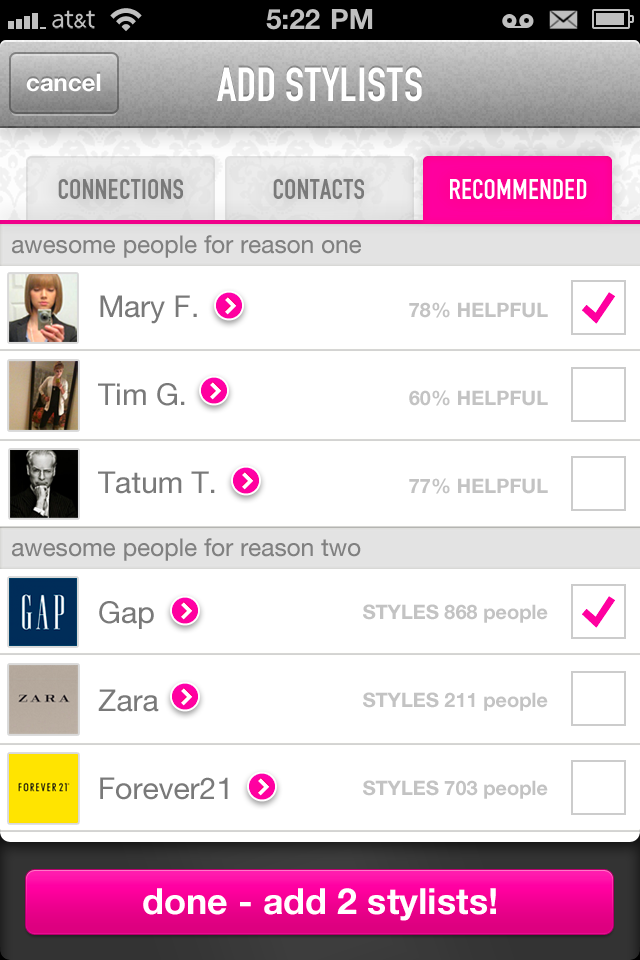 at&t 5:22 PM
cancel ADD STYLISTS
CONNECTIONS CONTACTS RECOMMENDED
awesome people for reason one
Mary F. 78% HELPFUL
Tim G. 60% HELPFUL
Tatum T. 77% HELPFUL
awesome people for reason two
GAP Gap STYLES 868 people
ZARA Zara STYLES 211 people
FOREVER 21 Forever21 STYLES 703 people
done - add 2 stylists!